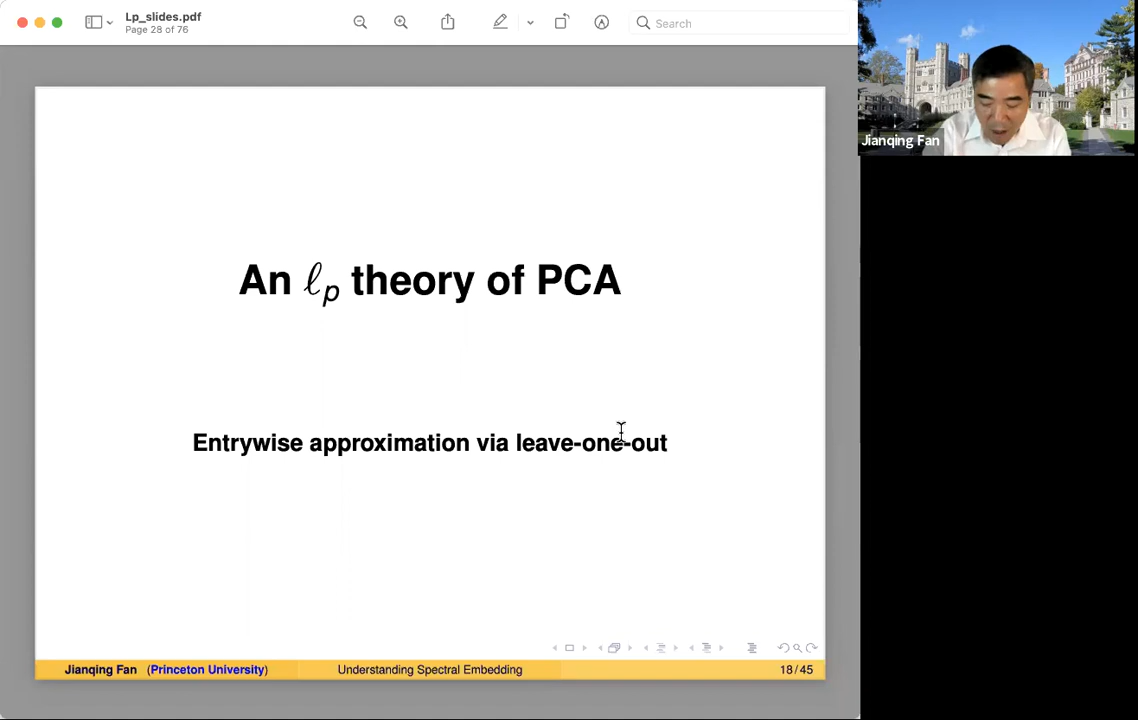 Lp_slides.pdf
Page 28 of 76
Search
Jianqing Fan
An ℓp theory of PCA
Entrywise approximation via leave-one-out
Jianqing Fan (Princeton University) Understanding Spectral Embedding 18/45